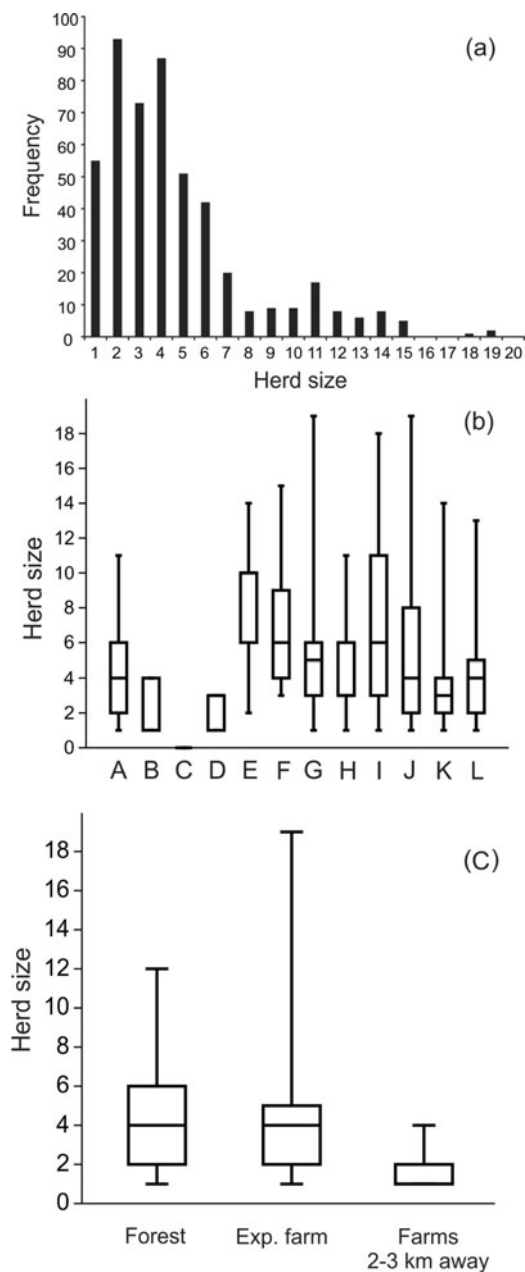 (a)
100
90
80
70
60
50
40
30
20
10
0
Frequency
1 2 3 4 5 6 7 8 9 10 11 12 13 14 15 16 17 18 19 20
Herd size
(b)
18
16
14
12
10
8
6
4
2
0
Herd size
A B C D E F G H I J K L
(C)
18
16
14
12
10
8
6
4
2
0
Herd size
Forest Exp. farm Farms
2-3 km away